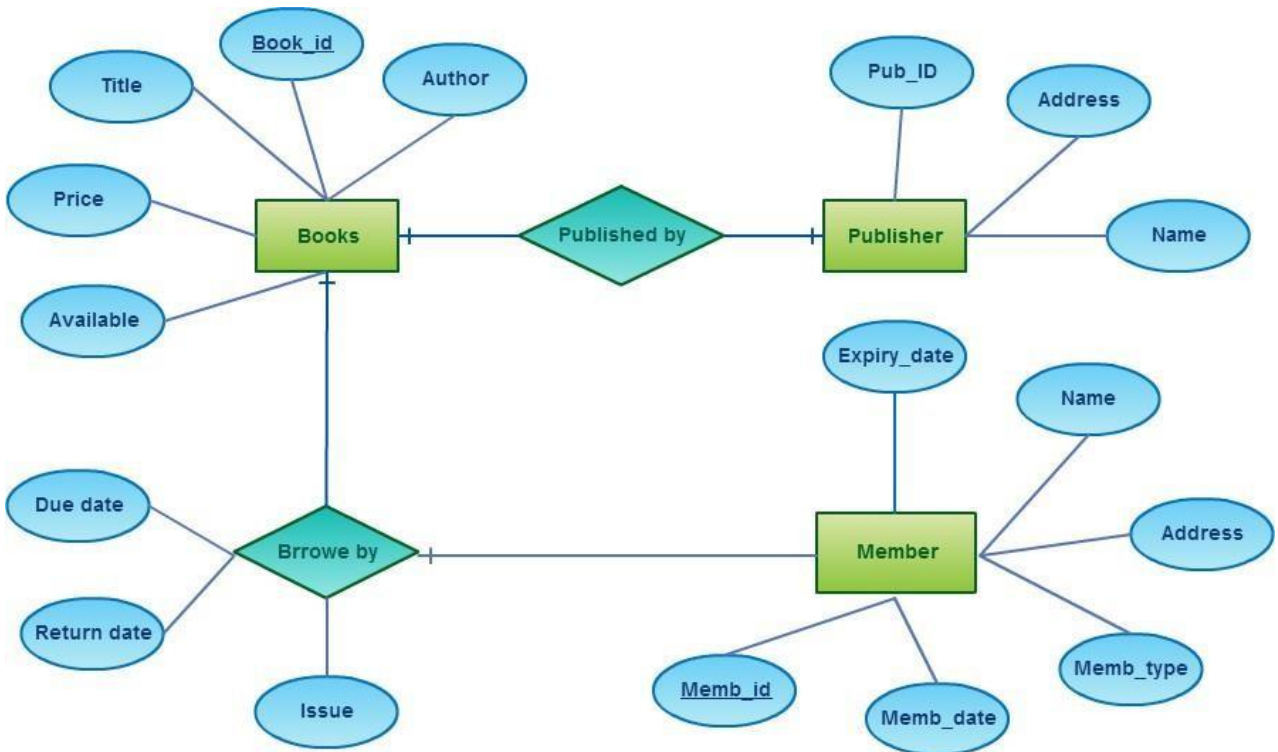 Book_id
Pub_ID
Title
Author
Address
Price
Books
Published by
Publisher
Name
Available
Expiry_date
Name
Due date
Brrowe by
Member
Address
Return date
Memb_type
Memb_id
Issue
Memb_date